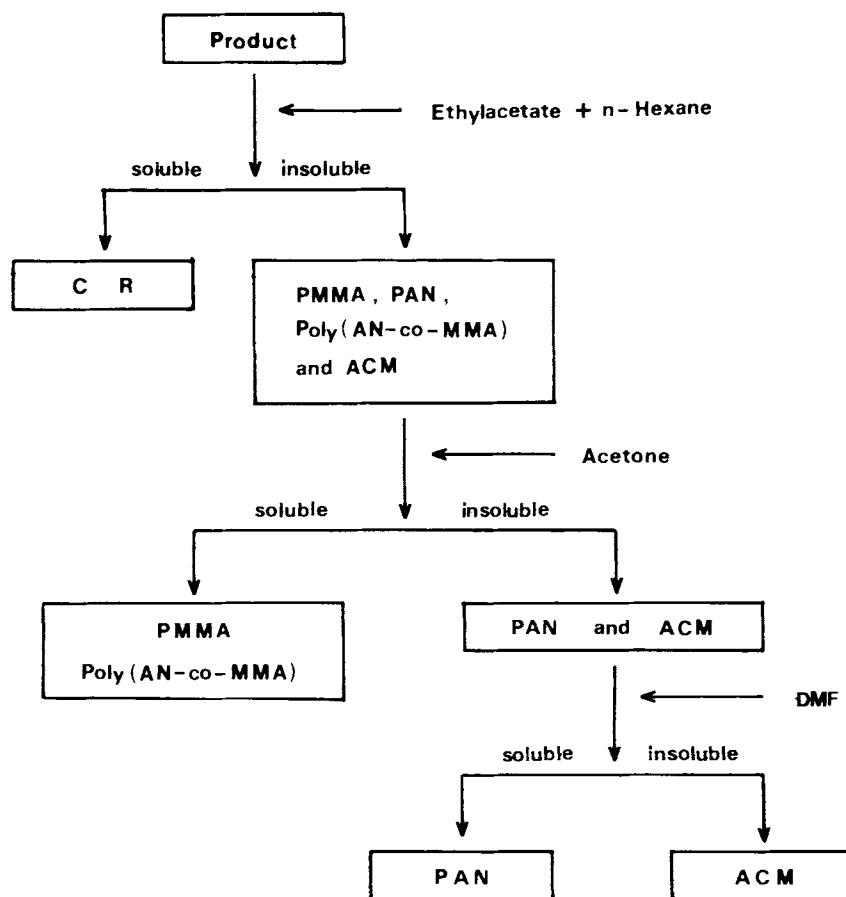 Product
Ethylacetate + n-Hexane
soluble insoluble
C R
PMMA, PAN,
Poly(AN-co-MMA)
and ACM
Acetone
soluble insoluble
PMMA
Poly(AN-co-MMA)
PAN and ACM
DMF
soluble insoluble
PAN
ACM